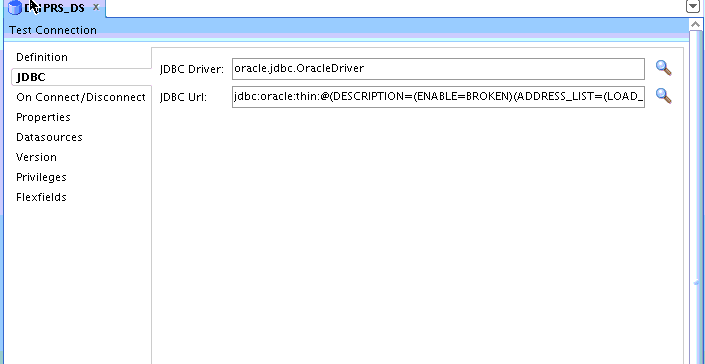 PRS_DS x
Test Connection
Definition
JDBC
On Connect/Disconnect
Properties
Datasources
Version
Privileges
Flexfields
JDBC Driver: oracle.jdbc.OracleDriver
JDBC Url: jdbc:oracle:thin:@(DESCRIPTION=(ENABLE=BROKEN)(ADDRESS_LIST=(LOAD_